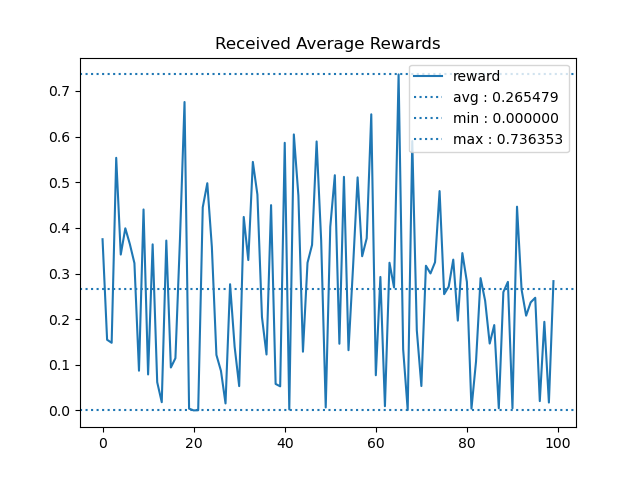 Received Average Rewards
reward
avg : 0.265479
min : 0.000000
max : 0.736353
0.7
0.6
0.5
0.4
0.3
0.2
0.1
0.0
0 20 40 60 80 100